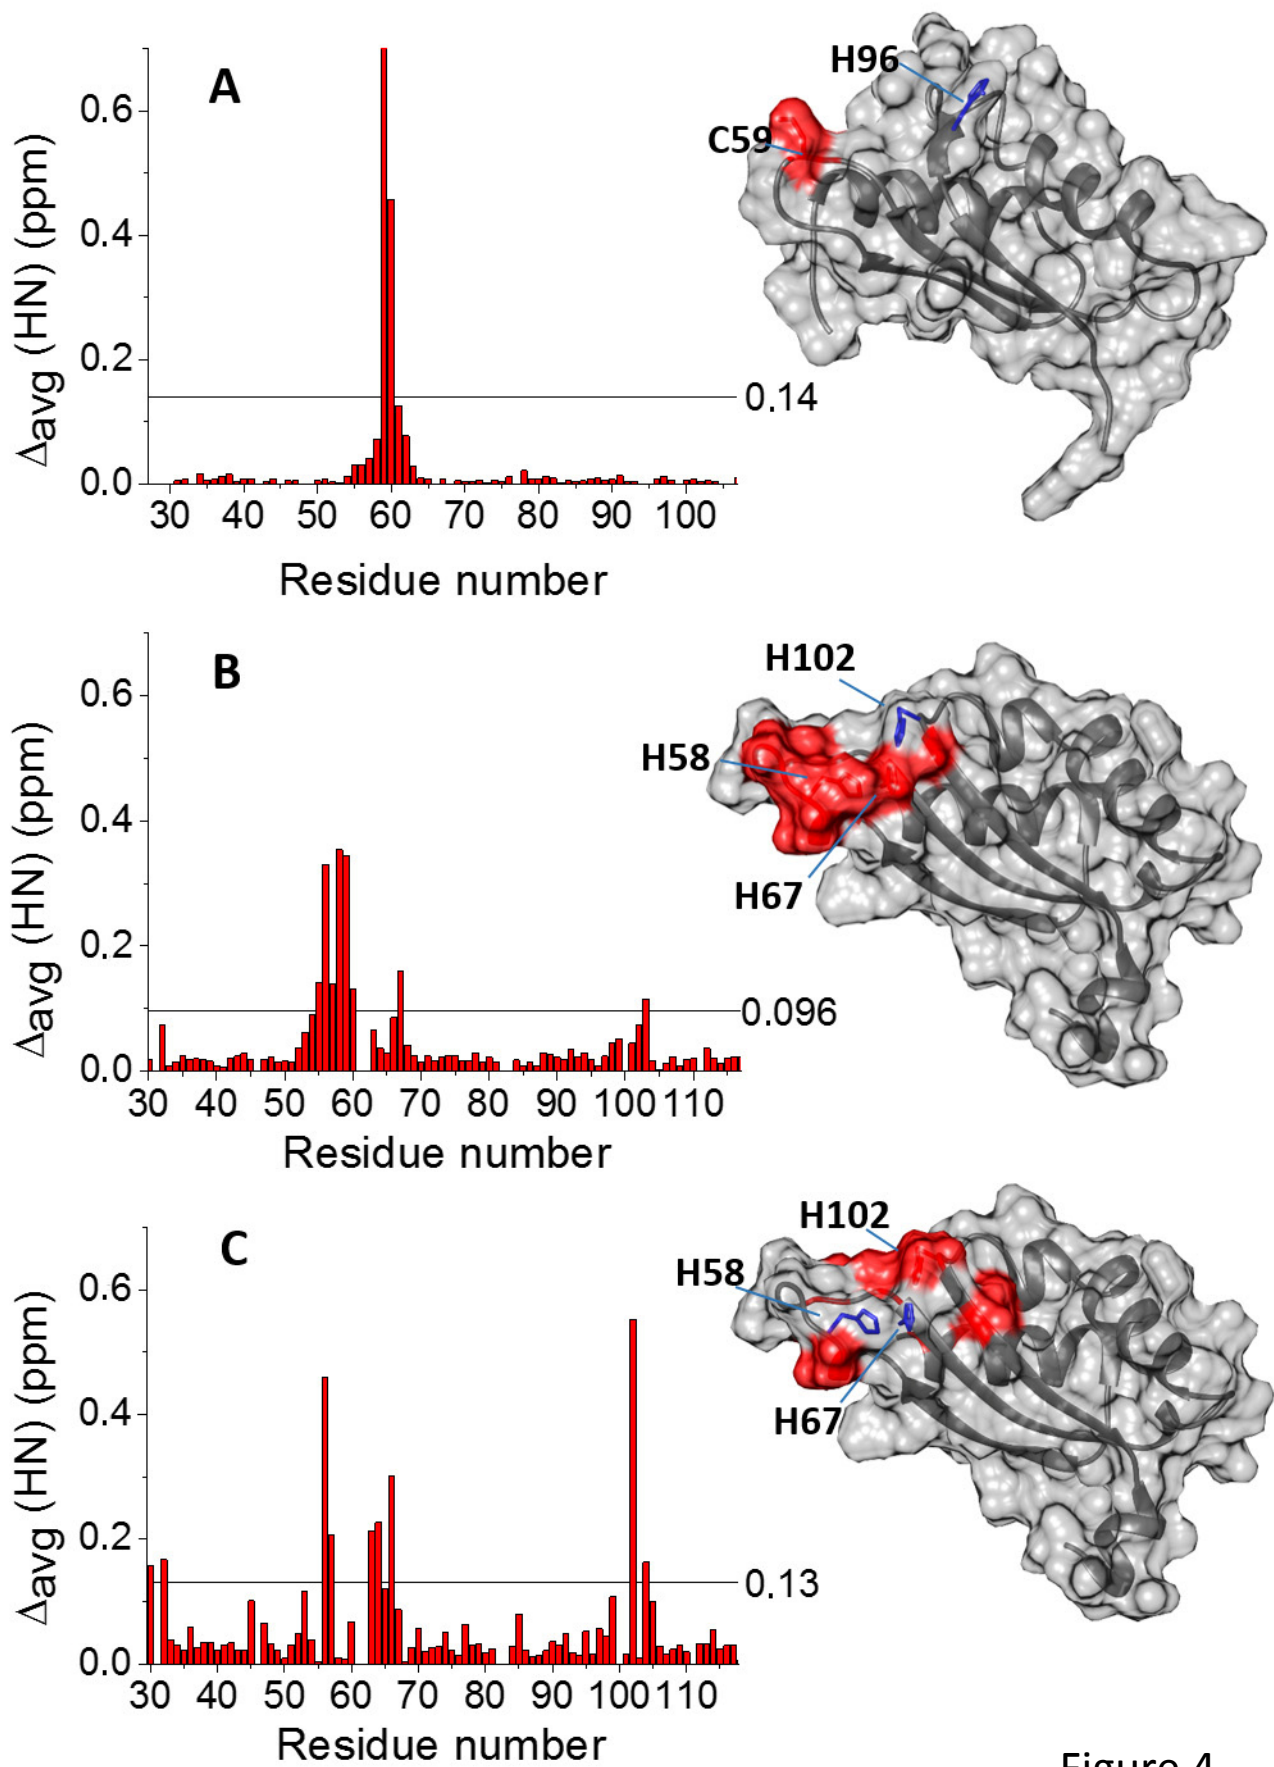 A
0.6
0.4
0.2
0.0
Δavg (HN) (ppm)
0.14
30 40 50 60 70 80 90 100
Residue number
H96
C59
B
0.6
0.4
0.2
0.0
Δavg (HN) (ppm)
0.096
30 40 50 60 70 80 90 100 110
Residue number
H102
H58
H67
C
0.6
0.4
0.2
0.0
Δavg (HN) (ppm)
0.13
30 40 50 60 70 80 90 100 110
Residue number
H102
H58
H67
Figure 4